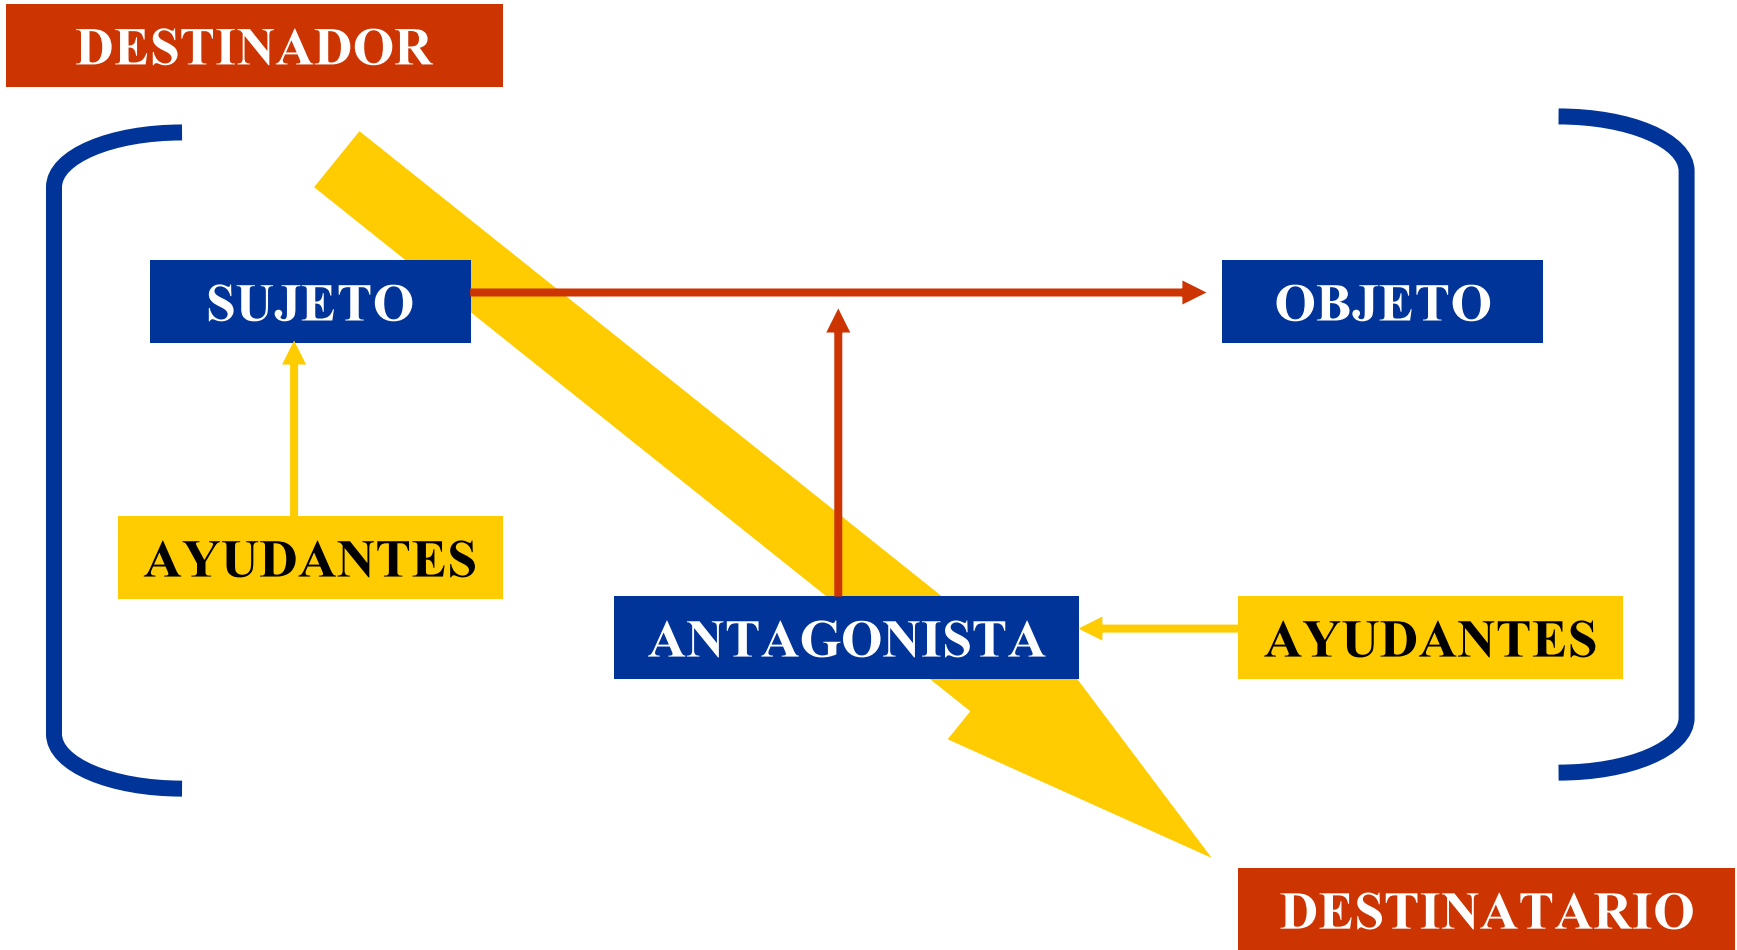 DESTINADOR
SUJETO
OBJETO
AYUDANTES
ANTAGONISTA
AYUDANTES
DESTINATARIO